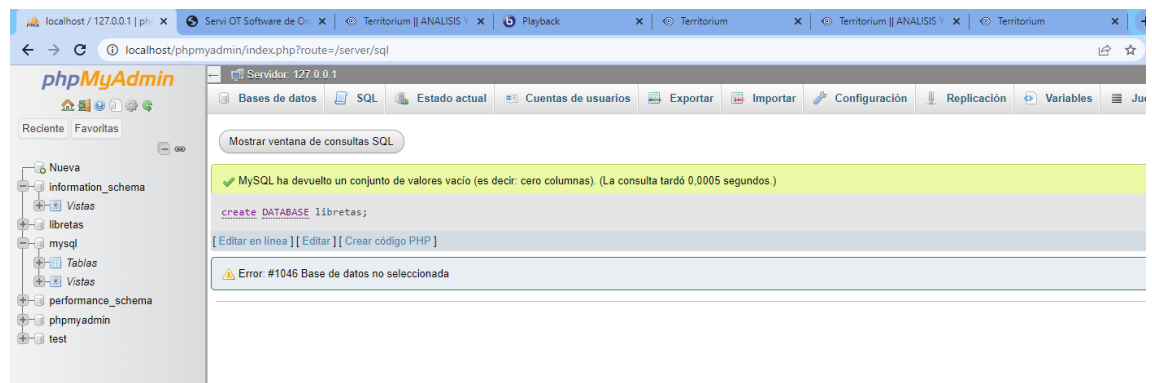 localhost / 127.0.0.1 | ph
Servi OT Software de Or
Territorium || ANALISIS Y
Playback
Territorium
Territorium || ANALISIS Y
Territorium
localhost/phpmyadmin/index.php?route=/server/sql
phpMyAdmin
Reciente Favoritas
Nueva
information_schema
Vistas
libretas
mysql
Tablas
Vistas
performance_schema
phpmyadmin
test
Servidor: 127.0.0.1
Bases de datos SQL Estado actual Cuentas de usuarios Exportar Importar Configuración Replicación Variables Ju
Mostrar ventana de consultas SQL
MySQL ha devuelto un conjunto de valores vacío (es decir: cero columnas). (La consulta tardó 0,0005 segundos.)
create DATABASE libretas;
[ Editar en línea ] [ Editar ] [ Crear código PHP ]
Error: #1046 Base de datos no seleccionada